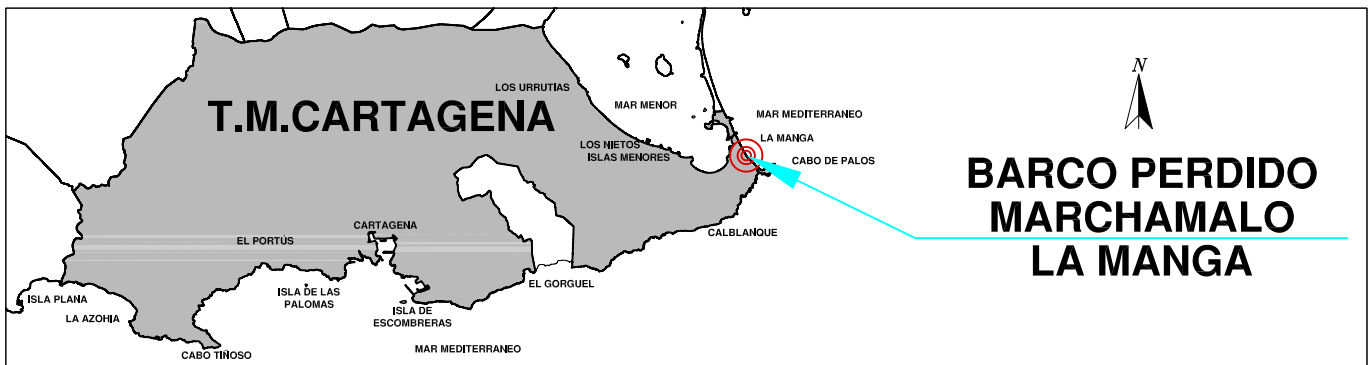 N
MAR MENOR
MAR MEDITERRANEO
LOS URRUTIAS
T.M.CARTAGENA
LA MANGA
LOS NIETOS
ISLAS MENORES
CABO DE PALOS
BARCO PERDIDO
MARCHAMALO
LA MANGA
CARTAGENA
CALBLANQUE
EL PORTÚS
EL GORGUEL
ISLA PLANA
ISLA DE LAS
PALOMAS
LA AZOHIA
ISLA DE
ESCOMBRERAS
CABO TIÑOSO
MAR MEDITERRANEO